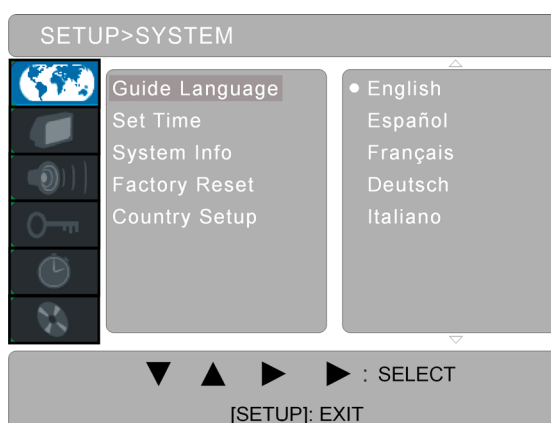 SETUP>SYSTEM
Guide Language
Set Time
System Info
Factory Reset
Country Setup
English
Español
Français
Deutsch
Italiano
: SELECT
[SETUP]: EXIT